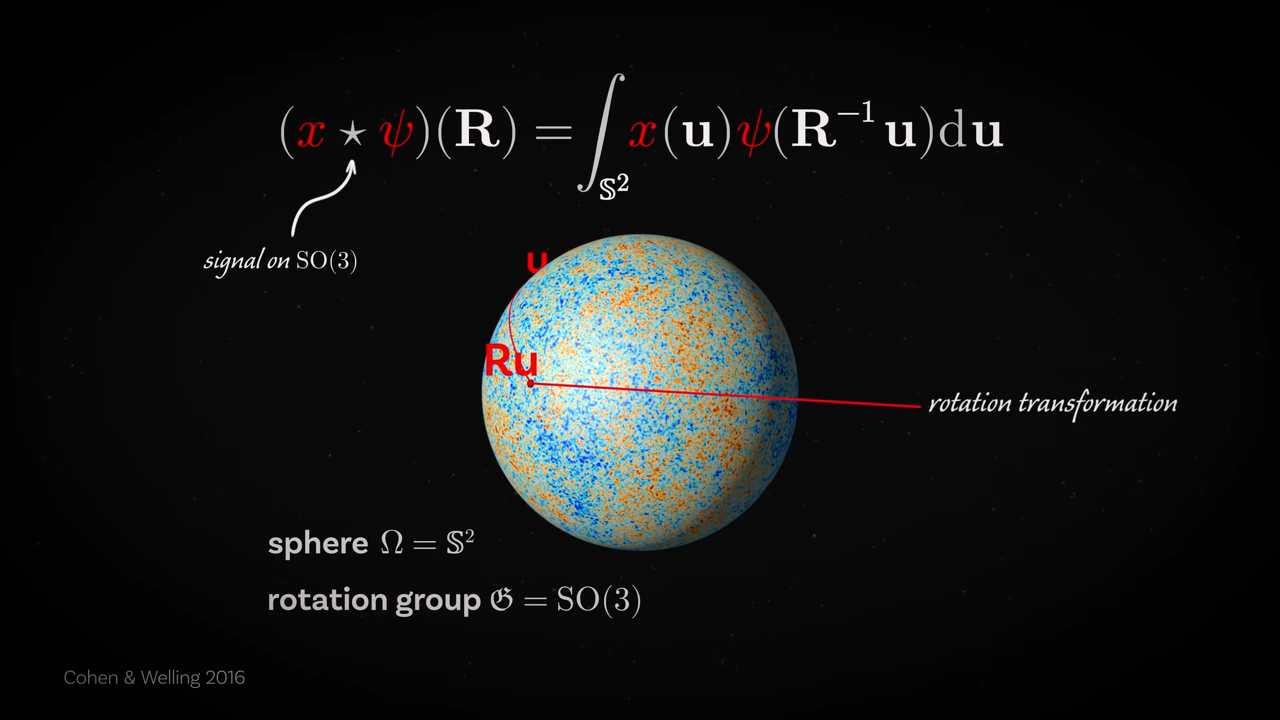 (x ⋆ ψ)(R) = ∫_𝕊² x(u)ψ(R⁻¹u)du
signal on SO(3)
u
Ru
rotation transformation
sphere Ω = 𝕊²
rotation group 𝔊 = SO(3)
Cohen & Welling 2016